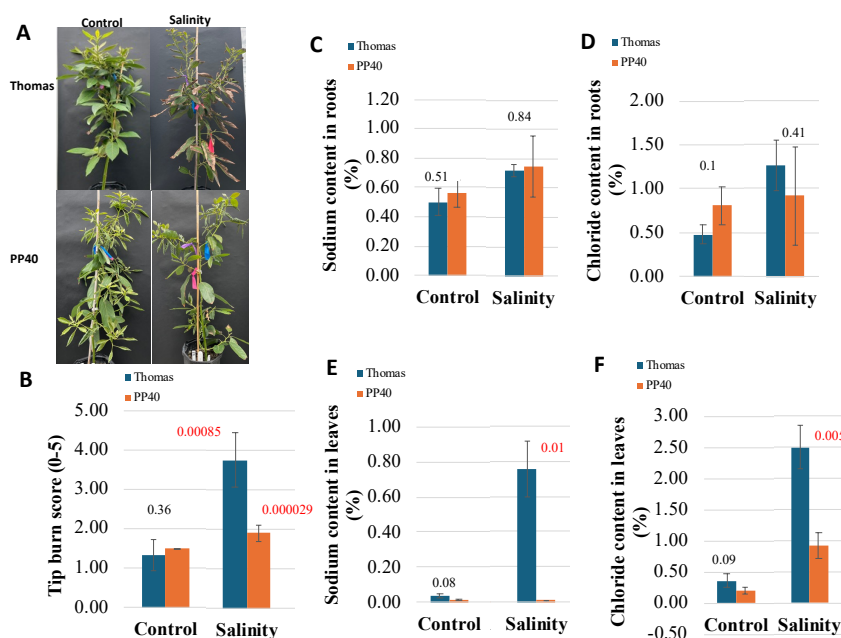 A
Control
Salinity
Thomas
PP40
B
Thomas
PP40
Tip burn score (0-5)
5.00
4.00
3.00
2.00
1.00
0.00
0.36
0.00085
0.000029
Control
Salinity
C
Thomas
PP40
Sodium content in roots
(%)
1.20
1.00
0.80
0.60
0.40
0.20
0.00
0.51
0.84
Control
Salinity
D
Thomas
PP40
Chloride content in roots
(%)
2.00
1.50
1.00
0.50
0.00
0.1
0.41
Control
Salinity
E
Thomas
PP40
Sodium content in leaves
(%)
1.00
0.80
0.60
0.40
0.20
0.00
0.08
0.01
Control
Salinity
F
Thomas
PP40
Chloride content in leaves
(%)
3.00
2.50
2.00
1.50
1.00
0.50
0.00
-0.50
0.09
0.005
Control
Salinity